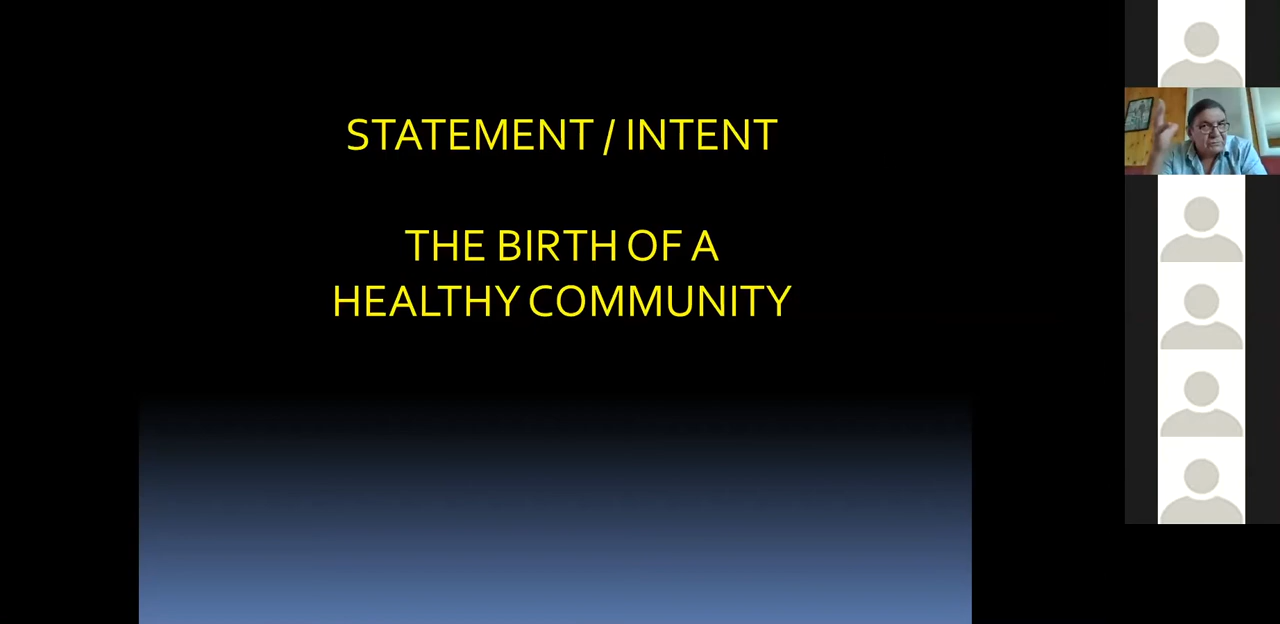 STATEMENT / INTENT
THE BIRTH OF A
HEALTHY COMMUNITY